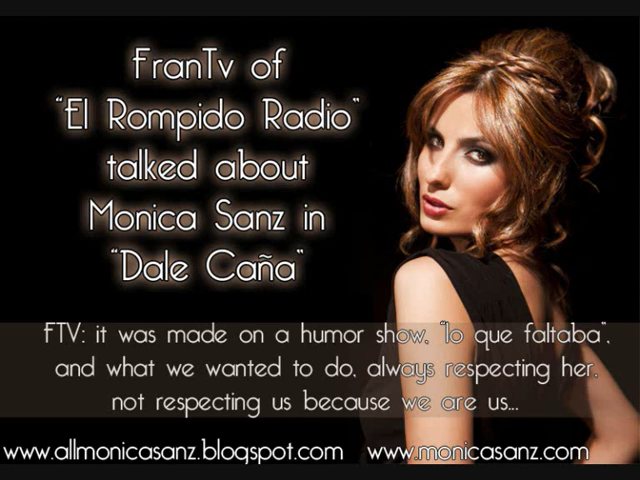 FranTv of
"El Rompido Radio"
talked about
Monica Sanz in
"Dale Caña"
FTV: it was made on a humor show, "lo que faltaba",
and what we wanted to do, always respecting her,
not respecting us because we are us...
www.allmonicasanz.blogspot.com www.monicasanz.com